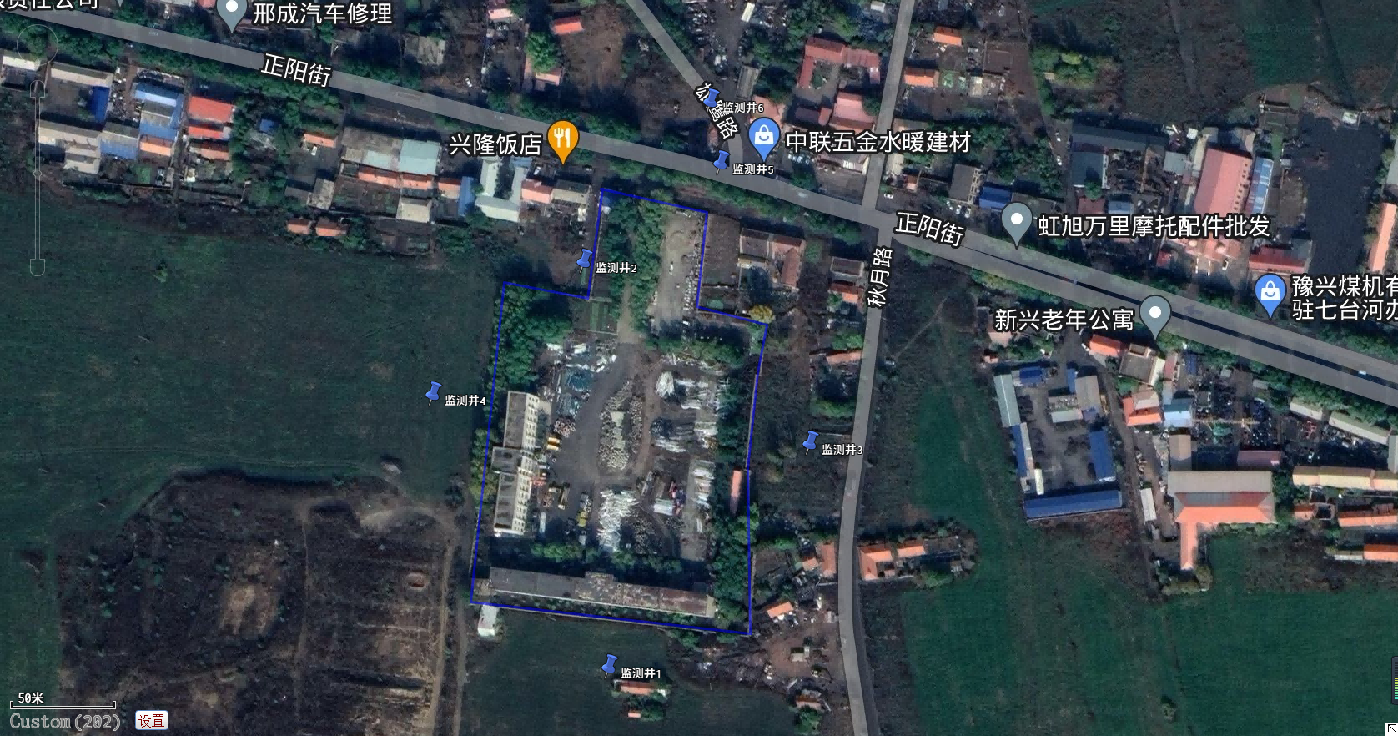 邢成汽车修理
正阳街
公鹭路
监测井6
兴隆饭店
中联五金水暖建材
监测井5
正阳街
虹旭万里摩托配件批发
监测井2
秋月路
豫兴煤机有
驻七台河办
新兴老年公寓
监测井4
监测井3
监测井1
50米
Custom(202)
设置